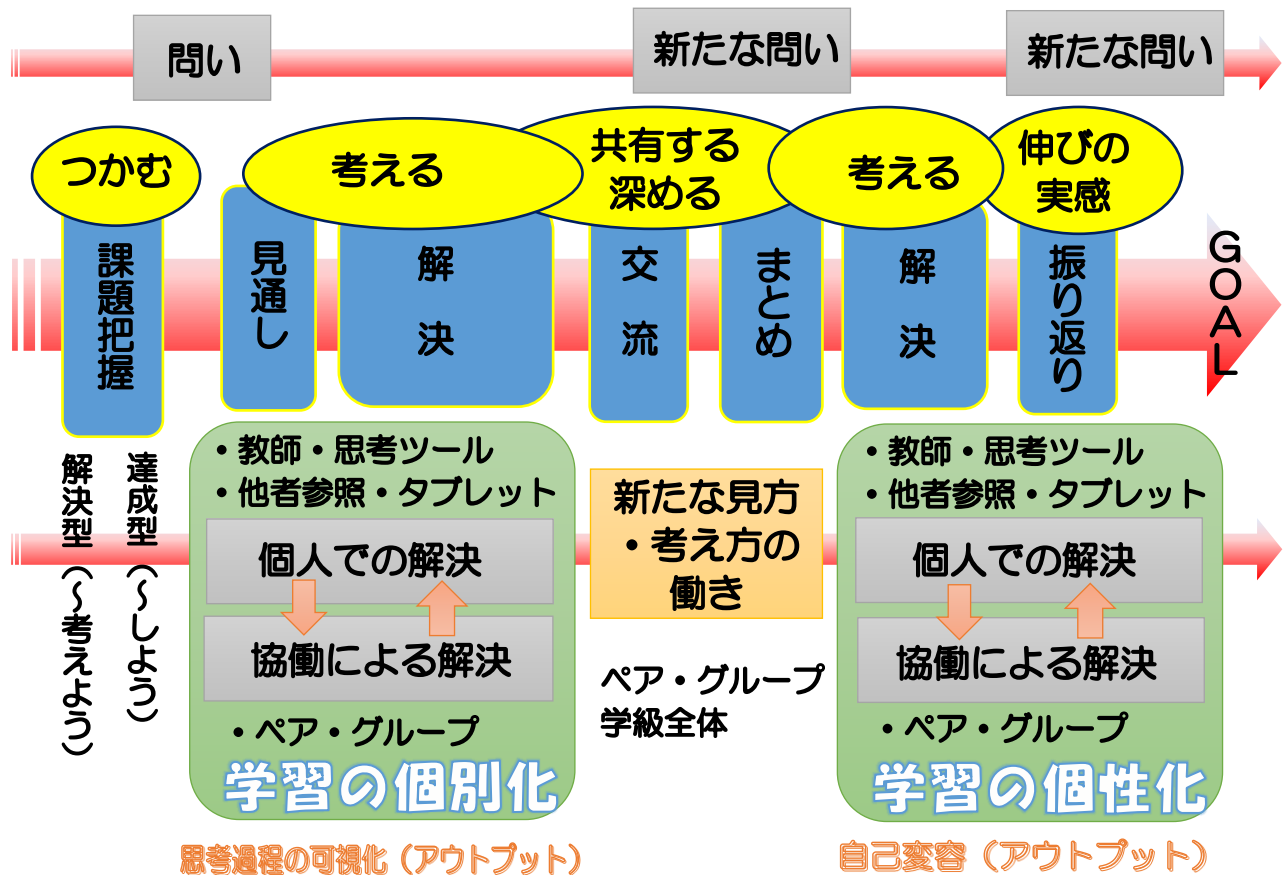 問い
新たな問い
新たな問い
つかむ
考える
共有する
深める
考える
伸びの
実感
課題把握
見通し
解決
交流
まとめ
解決
振り返り
GOAL
達成型（～しよう）
解決型（～考えよう）
・教師・思考ツール
・他者参照・タブレット
個人での解決
協働による解決
・ペア・グループ
学習の個別化
思考過程の可視化（アウトプット）
新たな見方
・考え方の
働き
ペア・グループ
学級全体
・教師・思考ツール
・他者参照・タブレット
個人での解決
協働による解決
・ペア・グループ
学習の個性化
自己変容（アウトプット）